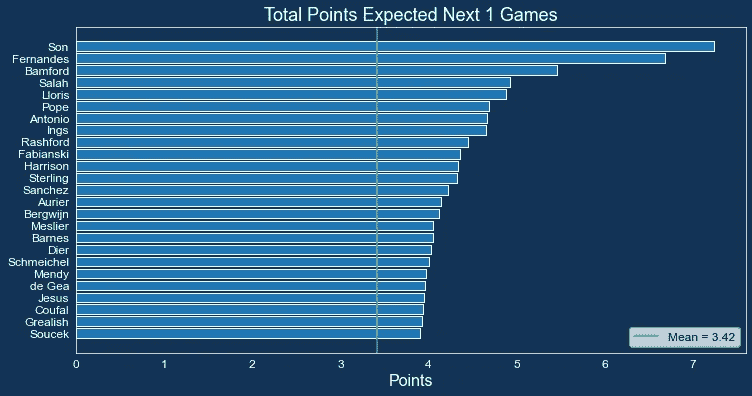 Total Points Expected Next 1 Games
Son
Fernandes
Bamford
Salah
Lloris
Pope
Antonio
Ings
Rashford
Fabianski
Harrison
Sterling
Sanchez
Aurier
Bergwijn
Meslier
Barnes
Dier
Schmeichel
Mendy
de Gea
Jesus
Coufal
Grealish
Soucek
Mean = 3.42
0 1 2 3 4 5 6 7
Points